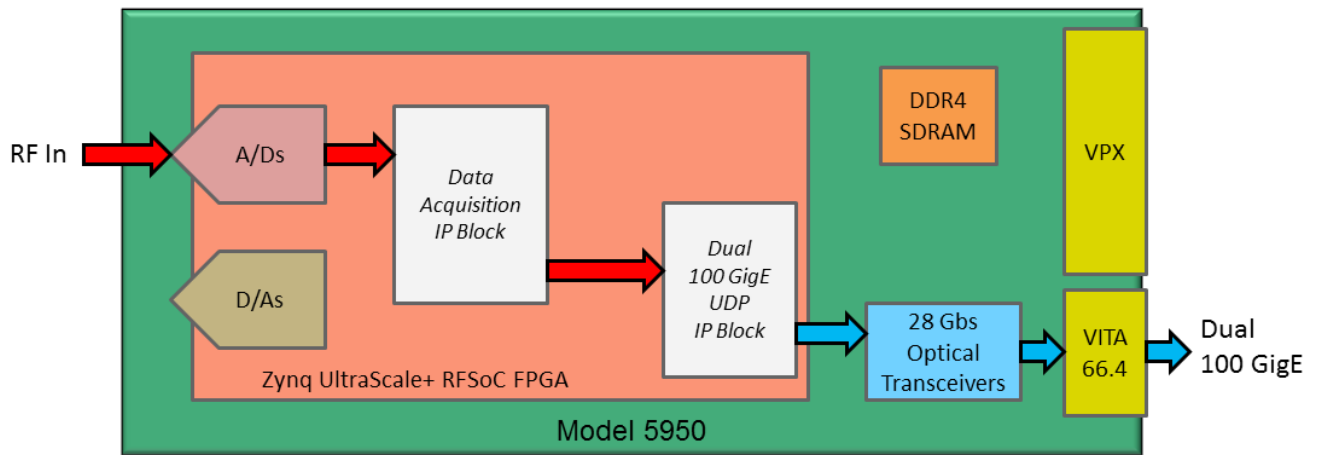 RF In
A/Ds
D/As
Data
Acquisition
IP Block
Dual
100 GigE
UDP
IP Block
Zynq UltraScale+ RFSoC FPGA
DDR4
SDRAM
28 Gbs
Optical
Transceivers
VPX
VITA
66.4
Dual
100 GigE
Model 5950